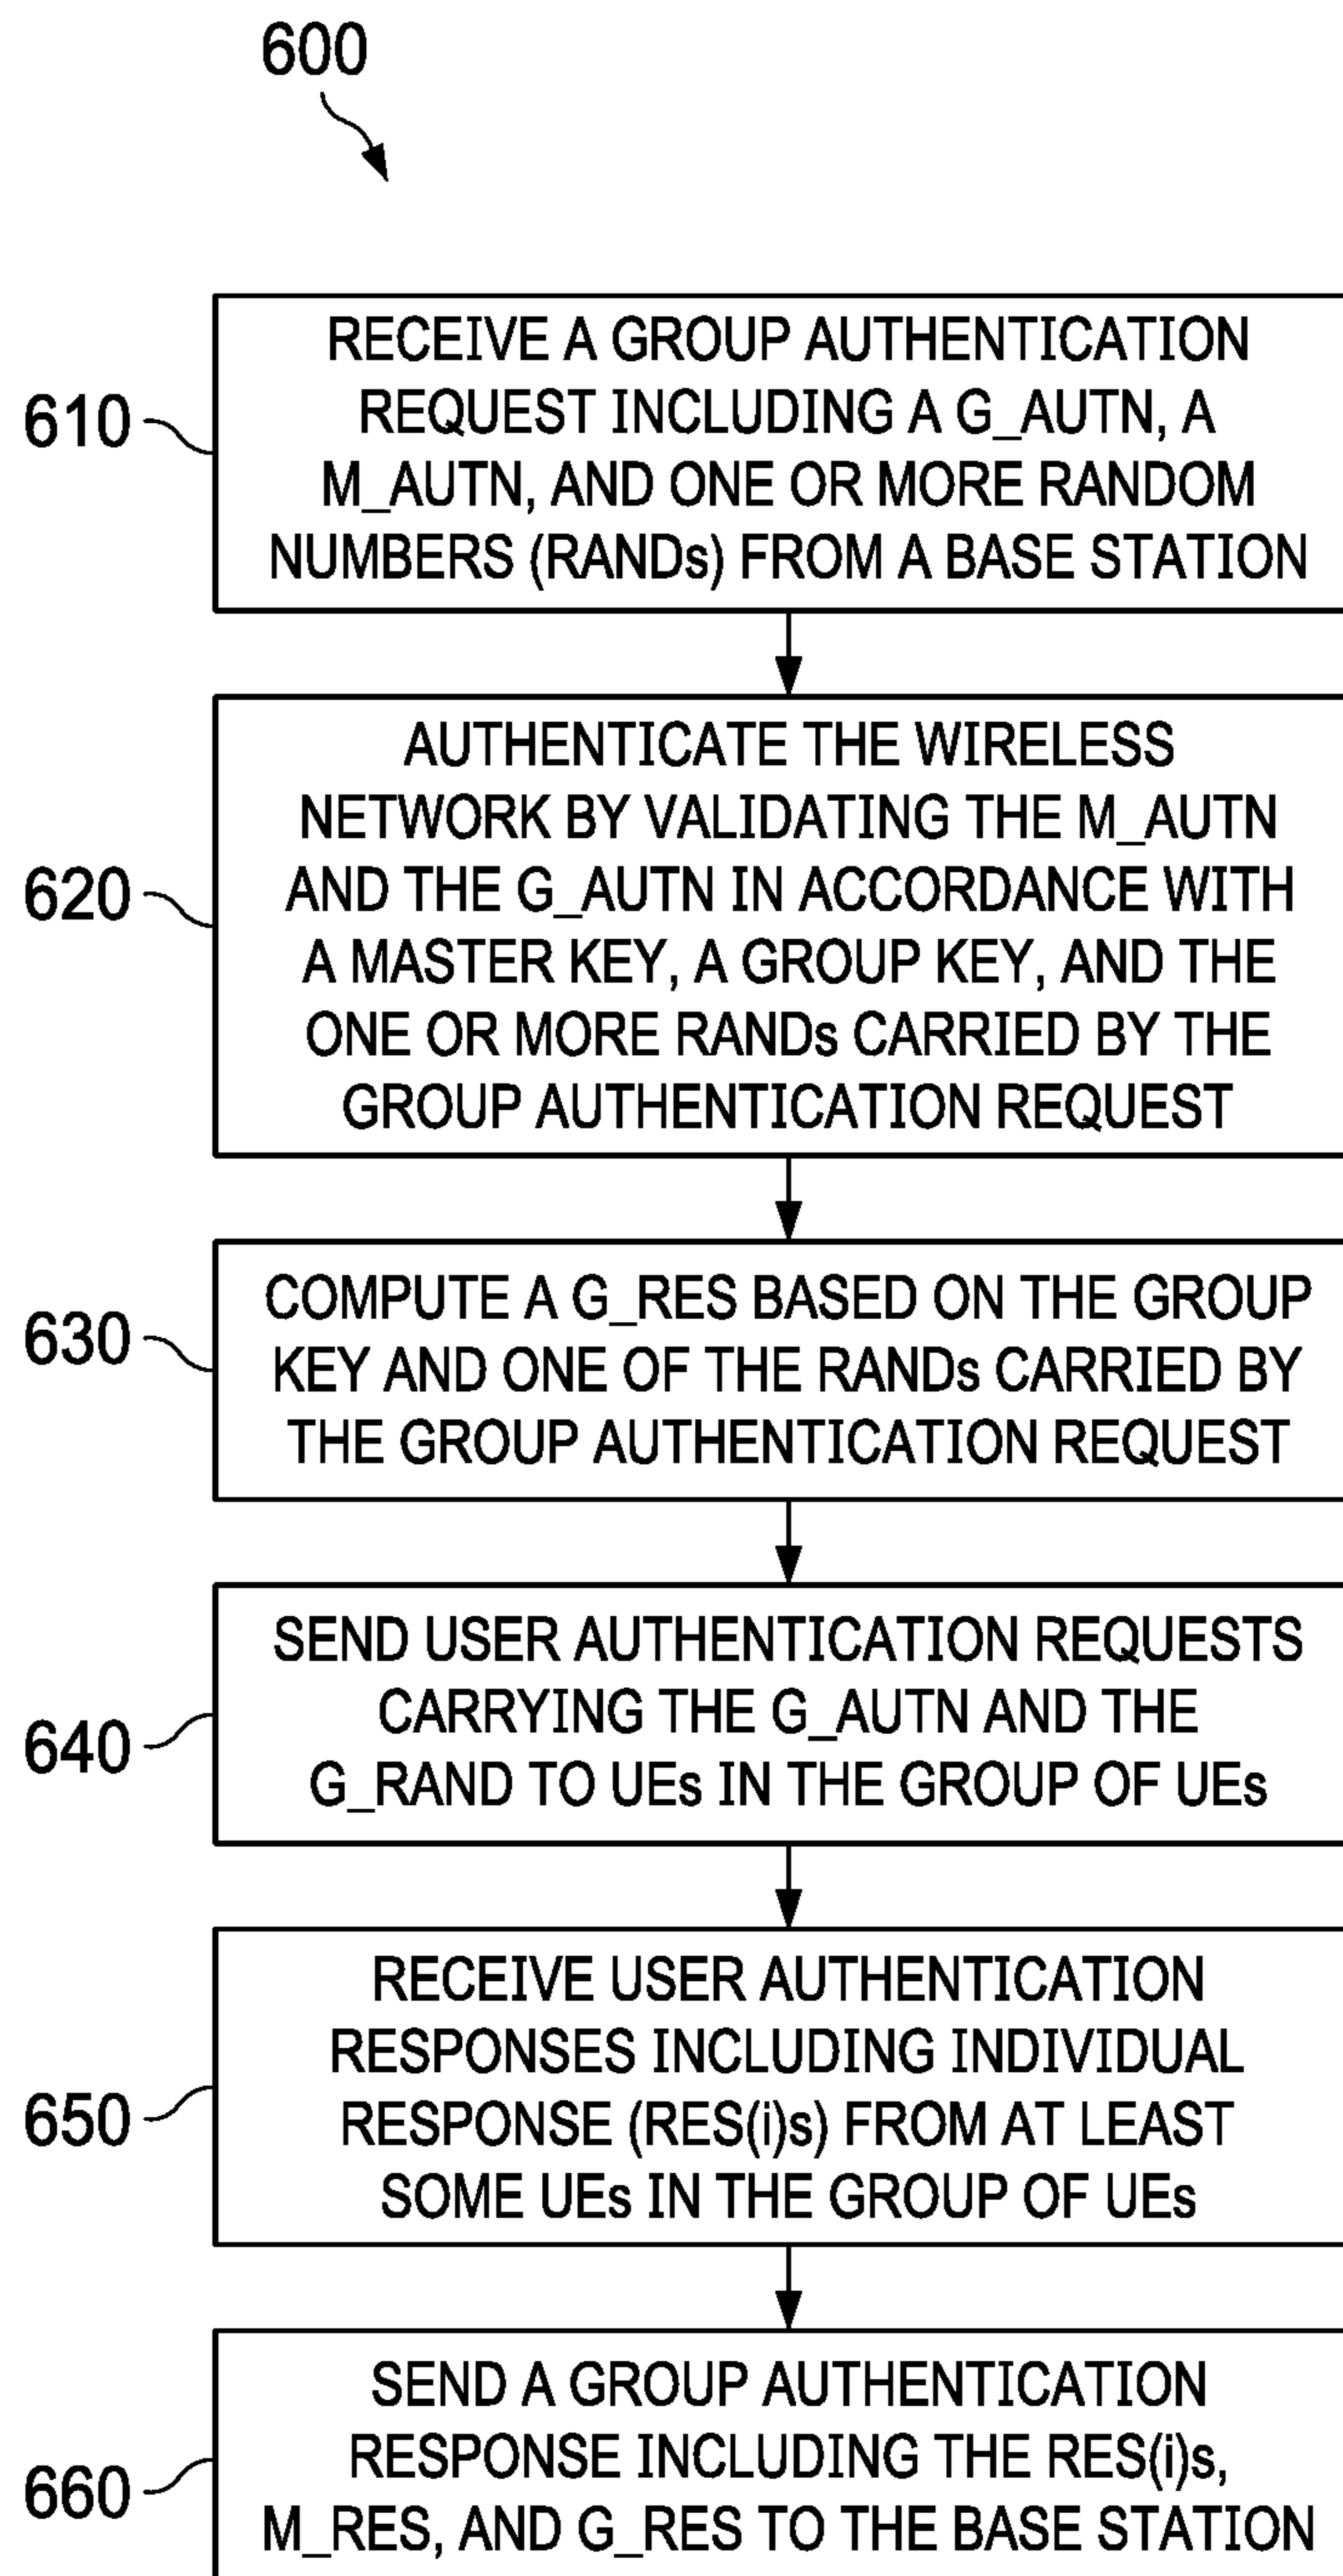 600
610
RECEIVE A GROUP AUTHENTICATION
REQUEST INCLUDING A G_AUTN, A
M_AUTN, AND ONE OR MORE RANDOM
NUMBERS (RANDs) FROM A BASE STATION
620
AUTHENTICATE THE WIRELESS
NETWORK BY VALIDATING THE M_AUTN
AND THE G_AUTN IN ACCORDANCE WITH
A MASTER KEY, A GROUP KEY, AND THE
ONE OR MORE RANDs CARRIED BY THE
GROUP AUTHENTICATION REQUEST
630
COMPUTE A G_RES BASED ON THE GROUP
KEY AND ONE OF THE RANDs CARRIED BY
THE GROUP AUTHENTICATION REQUEST
640
SEND USER AUTHENTICATION REQUESTS
CARRYING THE G_AUTN AND THE
G_RAND TO UEs IN THE GROUP OF UEs
650
RECEIVE USER AUTHENTICATION
RESPONSES INCLUDING INDIVIDUAL
RESPONSE (RES(i)s) FROM AT LEAST
SOME UEs IN THE GROUP OF UEs
660
SEND A GROUP AUTHENTICATION
RESPONSE INCLUDING THE RES(i)s,
M_RES, AND G_RES TO THE BASE STATION